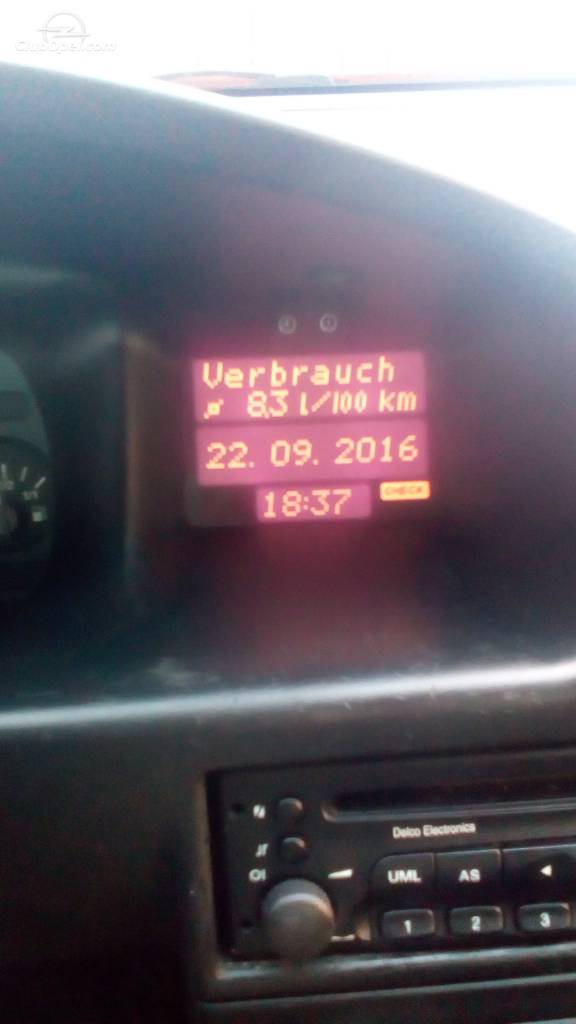 ClubOpel.com
Verbrauch
ø 8,3 l/100 km
22. 09. 2016
18:37 CHECK
Delco Electronics
UML AS
1 2 3